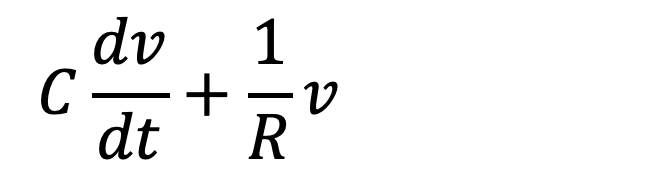 C dv/dt + 1/R v